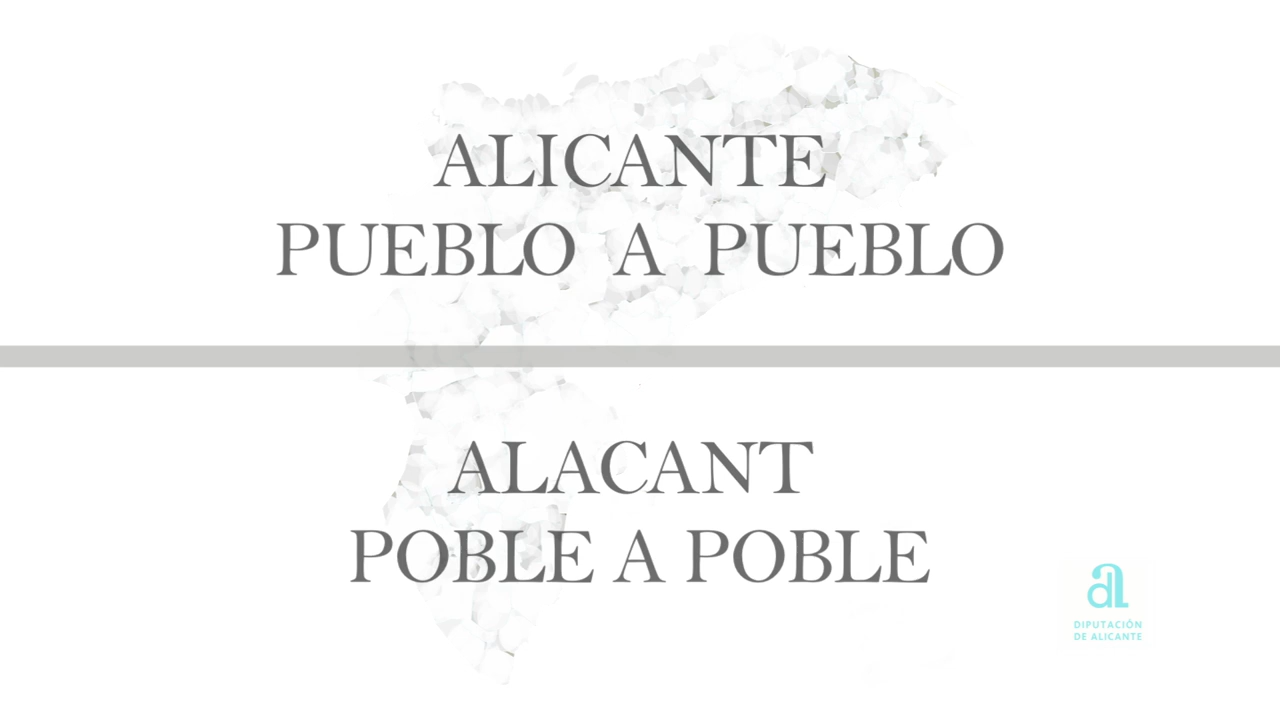 ALICANTE
PUEBLO A PUEBLO
ALACANT
POBLE A POBLE
DIPUTACIÓN
DE ALICANTE